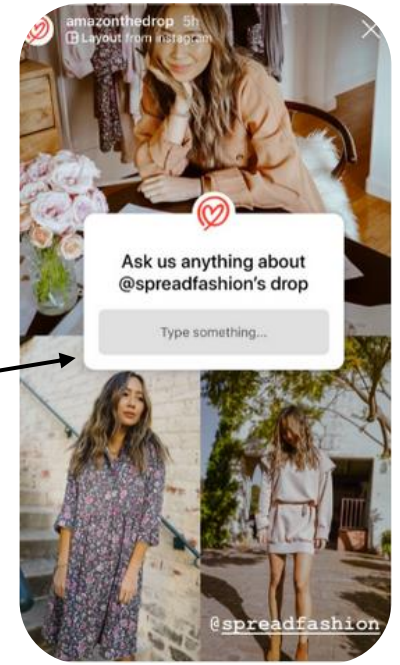 amazonthedrop 5h
Layout from Instagram
Ask us anything about
@spreadfashion's drop
Type something...
@spreadfashion